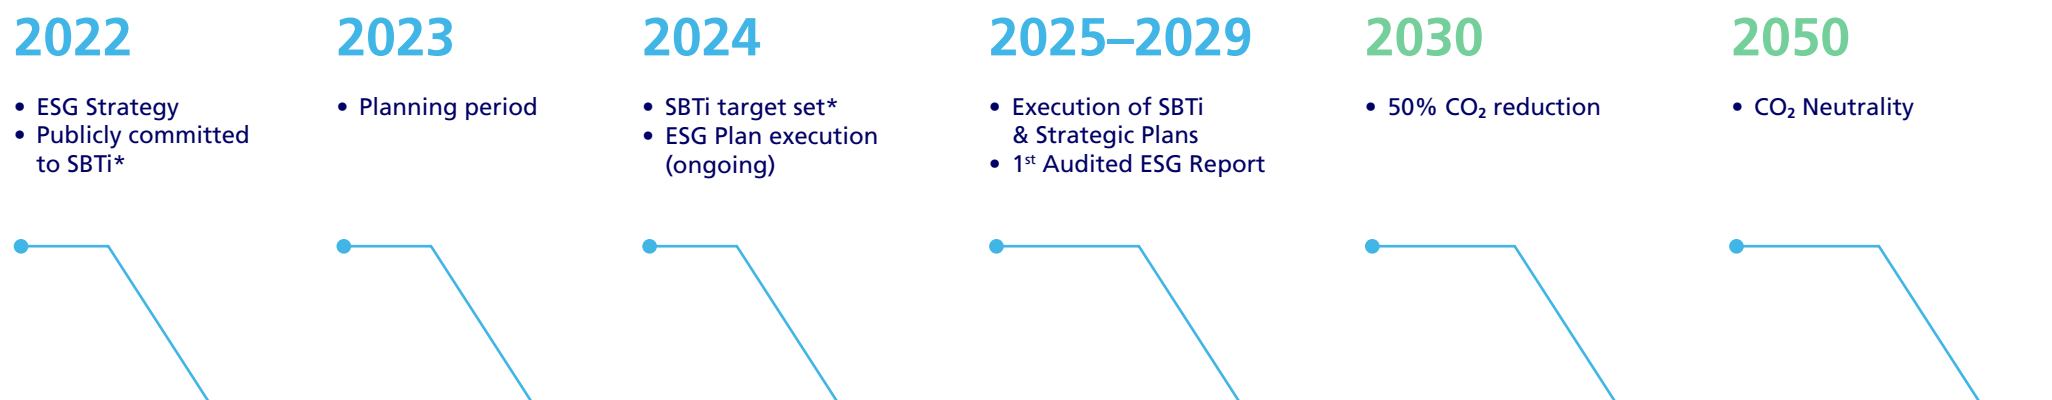 2022
• ESG Strategy
• Publicly committed
to SBTi*
2023
• Planning period
2024
• SBTi target set*
• ESG Plan execution
(ongoing)
2025–2029
• Execution of SBTi
& Strategic Plans
• 1st Audited ESG Report
2030
• 50% CO₂ reduction
2050
• CO₂ Neutrality